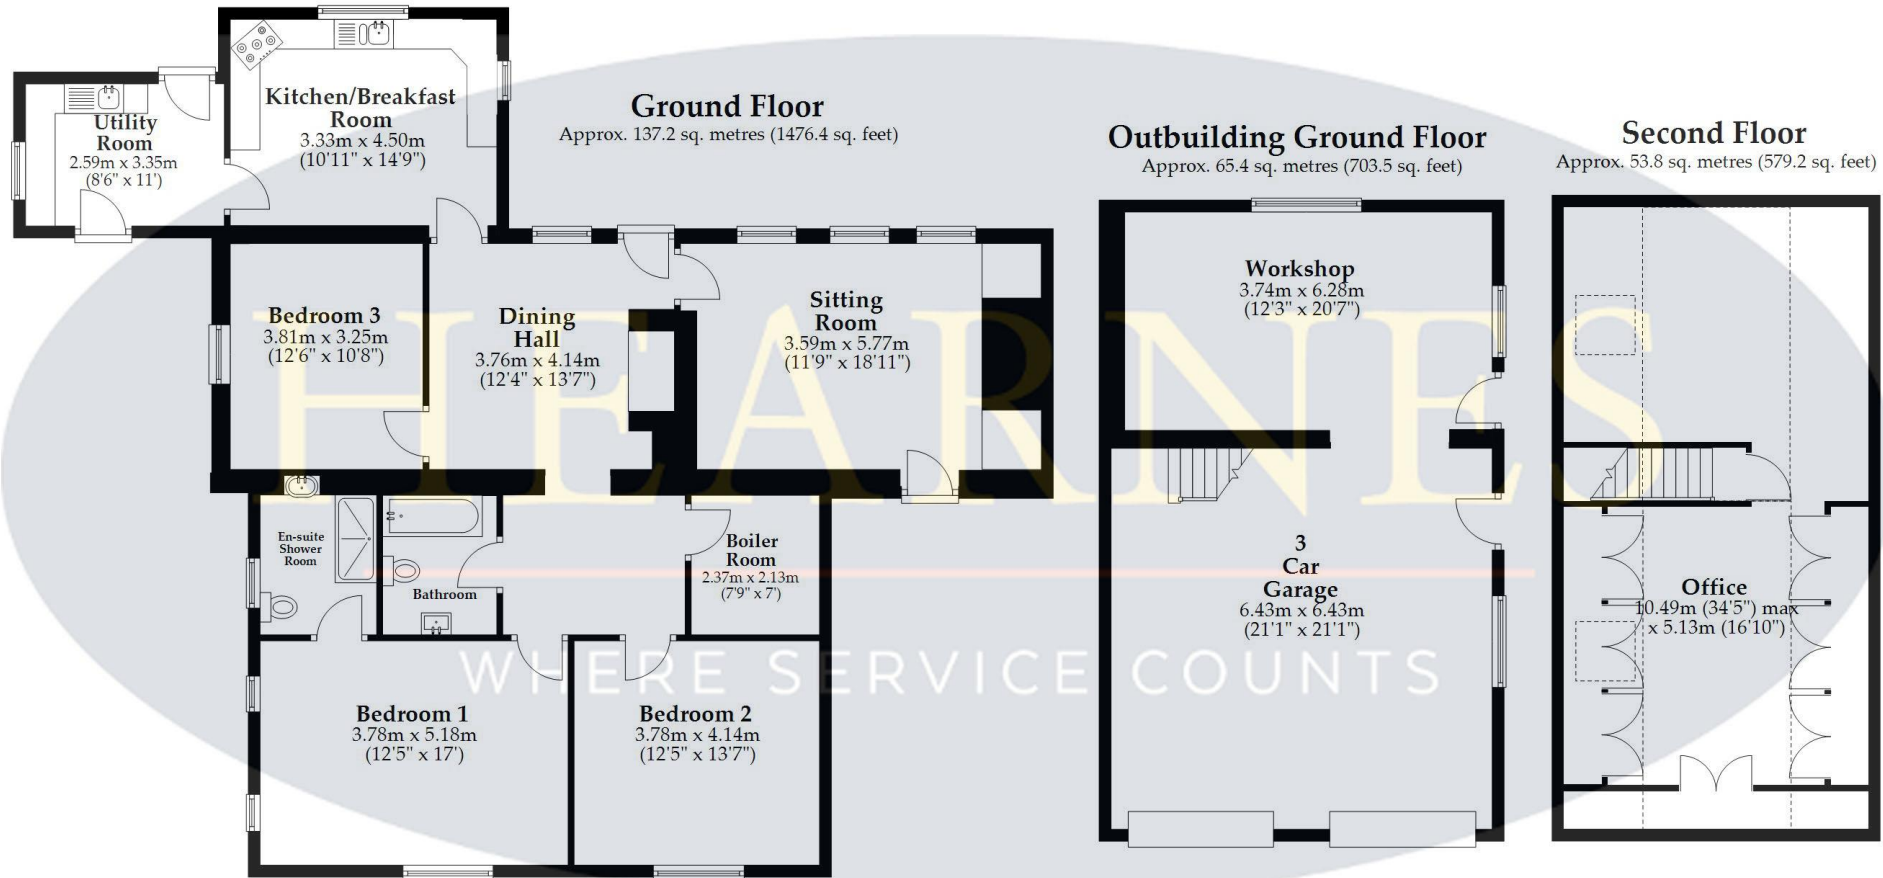 Ground Floor
Approx. 137.2 sq. metres (1476.4 sq. feet)
Kitchen/Breakfast
Room
3.33m x 4.50m
(10'11" x 14'9")
Utility
Room
2.59m x 3.35m
(8'6" x 11')
Bedroom 3
3.81m x 3.25m
(12'6" x 10'8")
Dining
Hall
3.76m x 4.14m
(12'4" x 13'7")
Sitting
Room
3.59m x 5.77m
(11'9" x 18'11")
En-suite
Shower
Room
Bathroom
Boiler
Room
2.37m x 2.13m
(7'9" x 7')
Bedroom 1
3.78m x 5.18m
(12'5" x 17')
Bedroom 2
3.78m x 4.14m
(12'5" x 13'7")
Outbuilding Ground Floor
Approx. 65.4 sq. metres (703.5 sq. feet)
Workshop
3.74m x 6.28m
(12'3" x 20'7")
3
Car
Garage
6.43m x 6.43m
(21'1" x 21'1")
Second Floor
Approx. 53.8 sq. metres (579.2 sq. feet)
Office
10.49m (34'5") max
x 5.13m (16'10")
HEARNES
WHERE SERVICE COUNTS